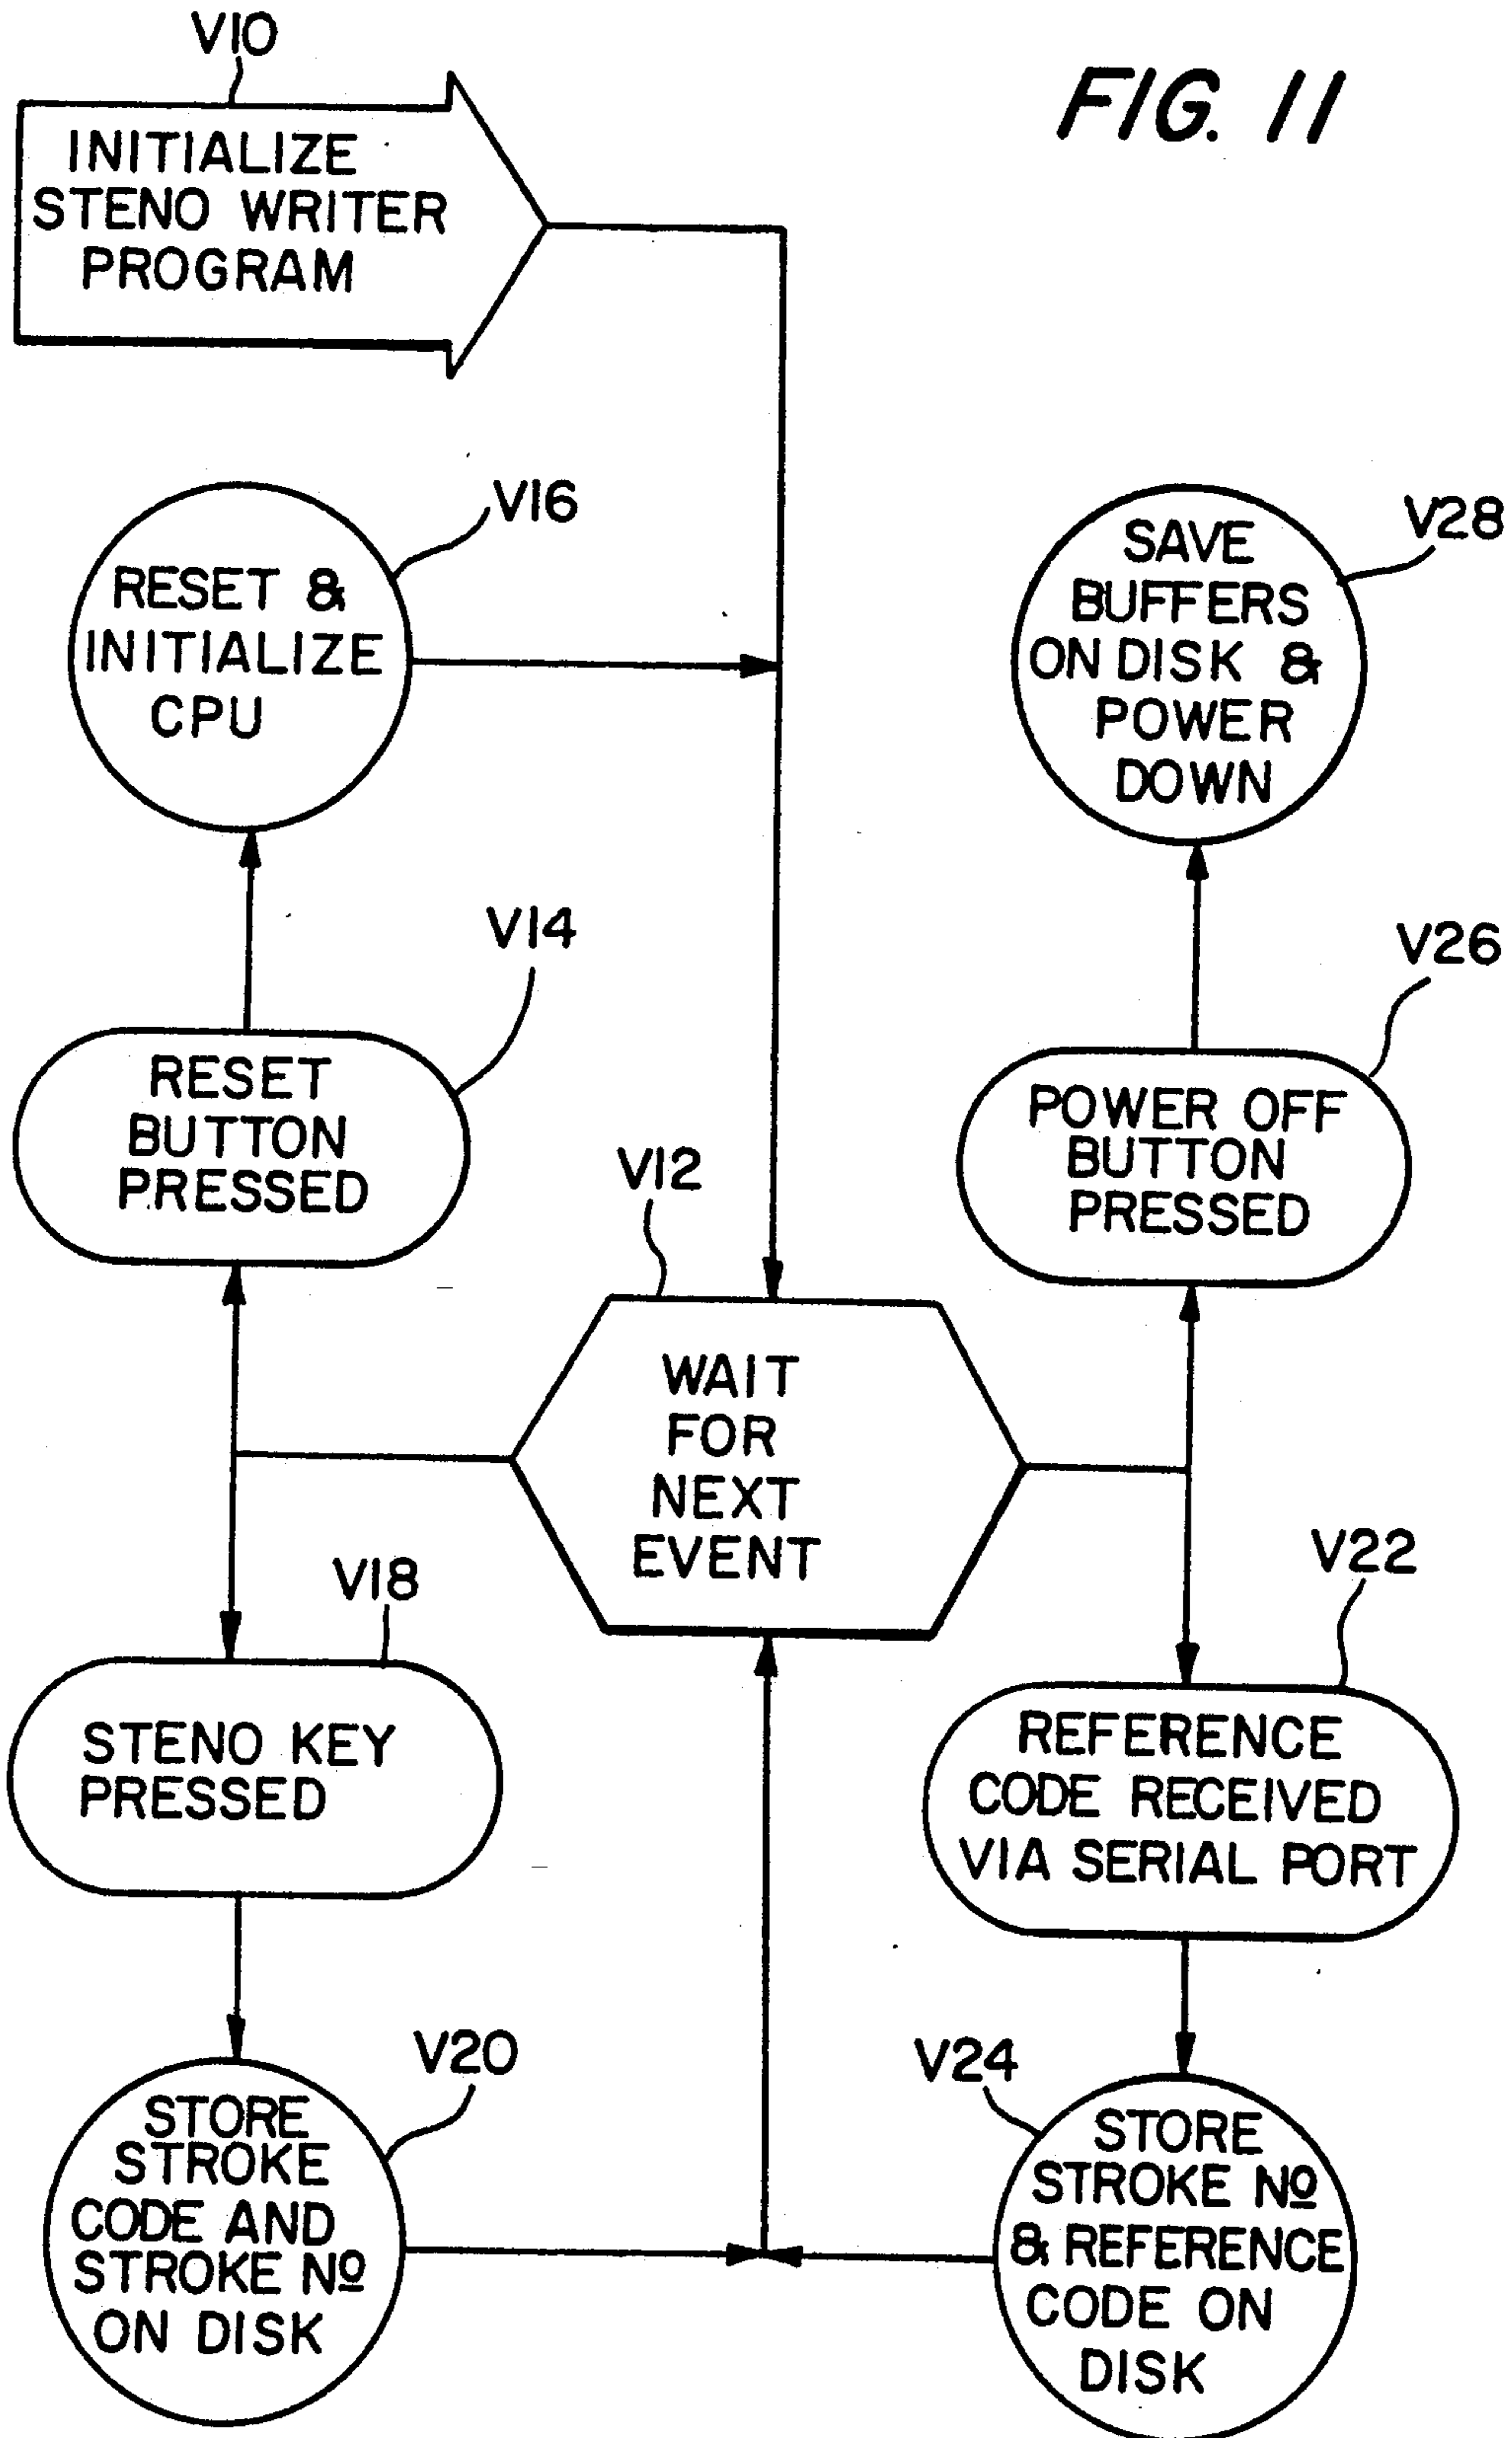 V10
FIG. 11
INITIALIZE
STENO WRITER
PROGRAM
V16
RESET &
INITIALIZE
CPU
V28
SAVE
BUFFERS
ON DISK &
POWER
DOWN
V14
RESET
BUTTON
PRESSED
V26
POWER OFF
BUTTON
PRESSED
V12
WAIT
FOR
NEXT
EVENT
V18
STENO KEY
PRESSED
V22
REFERENCE
CODE RECEIVED
VIA SERIAL PORT
V20
STORE
STROKE
CODE AND
STROKE Nº
ON DISK
V24
STORE
STROKE Nº
& REFERENCE
CODE ON
DISK